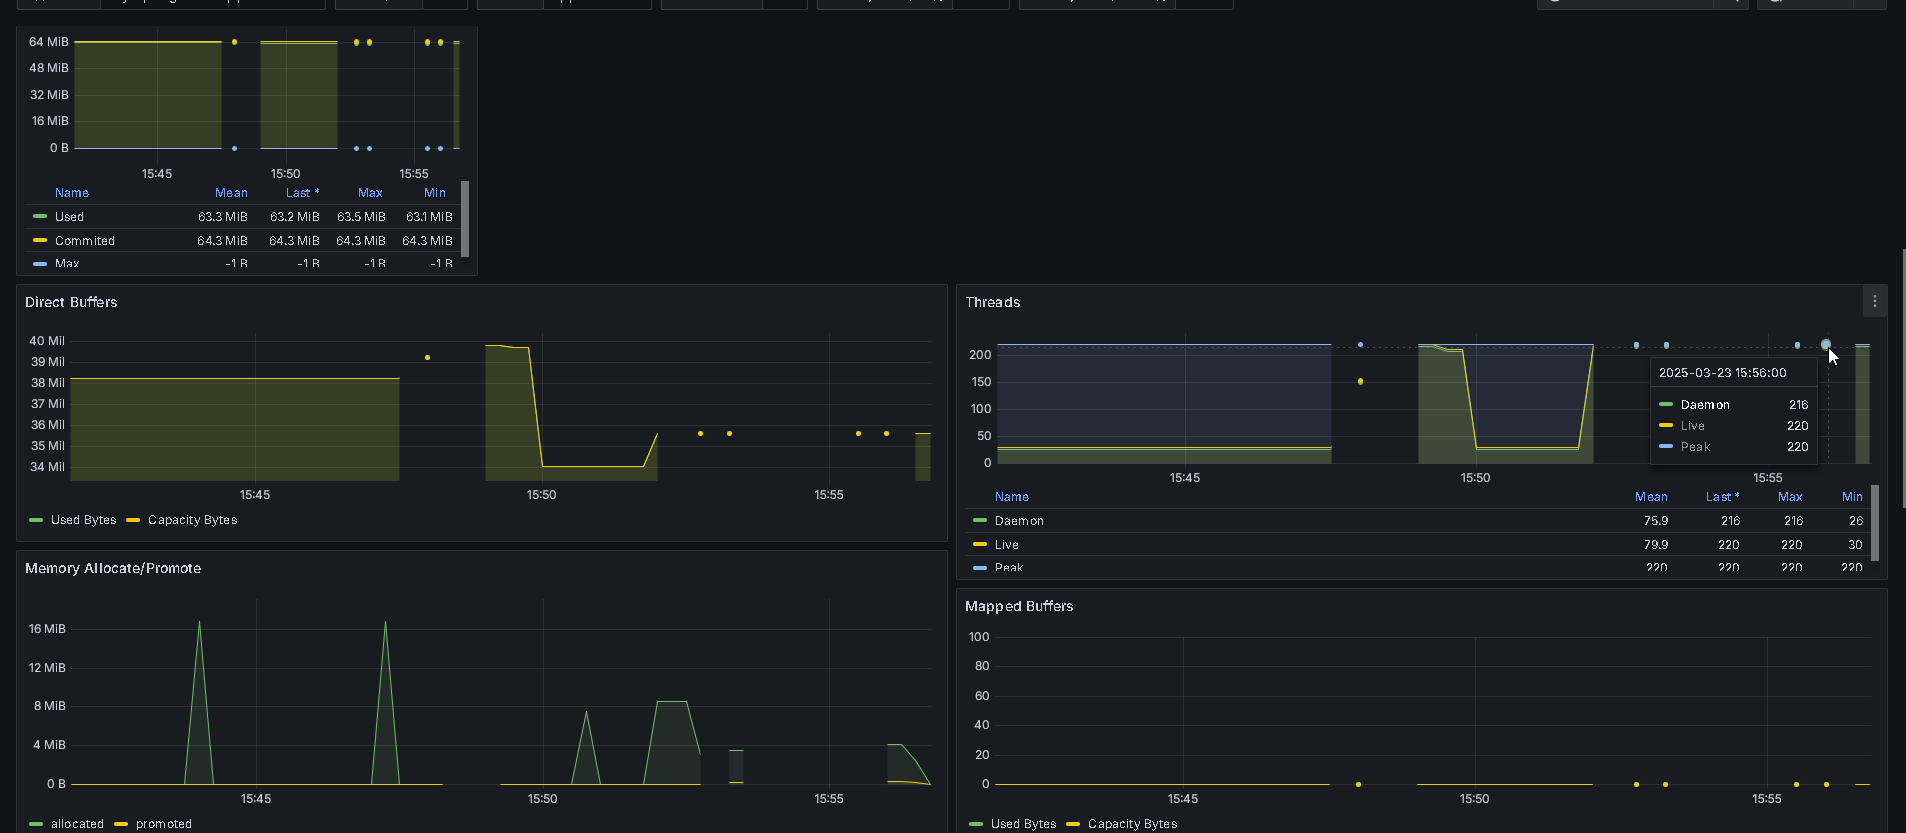 64 MiB
48 MiB
32 MiB
16 MiB
0 B
15:45 15:50 15:55
Name Mean Last * Max Min
Used 63.3 MiB 63.2 MiB 63.5 MiB 63.1 MiB
Commited 64.3 MiB 64.3 MiB 64.3 MiB 64.3 MiB
Max -1 B -1 B -1 B -1 B
Direct Buffers
40 Mil
39 Mil
38 Mil
37 Mil
36 Mil
35 Mil
34 Mil
15:45 15:50 15:55
Used Bytes Capacity Bytes
Threads
200
150
100
50
0
15:45 15:50 15:55
2025-03-23 15:56:00
Daemon 216
Live 220
Peak 220
Name Mean Last * Max Min
Daemon 75.9 216 216 26
Live 79.9 220 220 30
Peak 220 220 220 220
Memory Allocate/Promote
16 MiB
12 MiB
8 MiB
4 MiB
0 B
15:45 15:50 15:55
allocated promoted
Mapped Buffers
100
80
60
40
20
0
15:45 15:50 15:55
Used Bytes Capacity Bytes